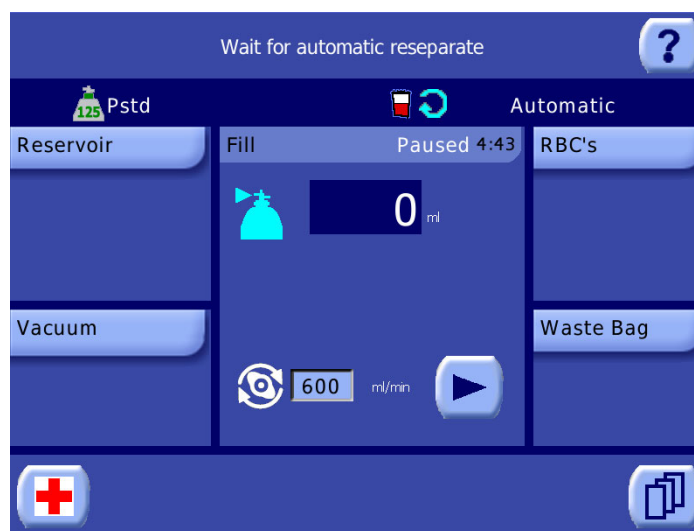 Wait for automatic reseparate
?
125 Pstd
Automatic
Reservoir
Fill
Paused 4:43
RBC's
0 ml
Vacuum
Waste Bag
600 ml/min